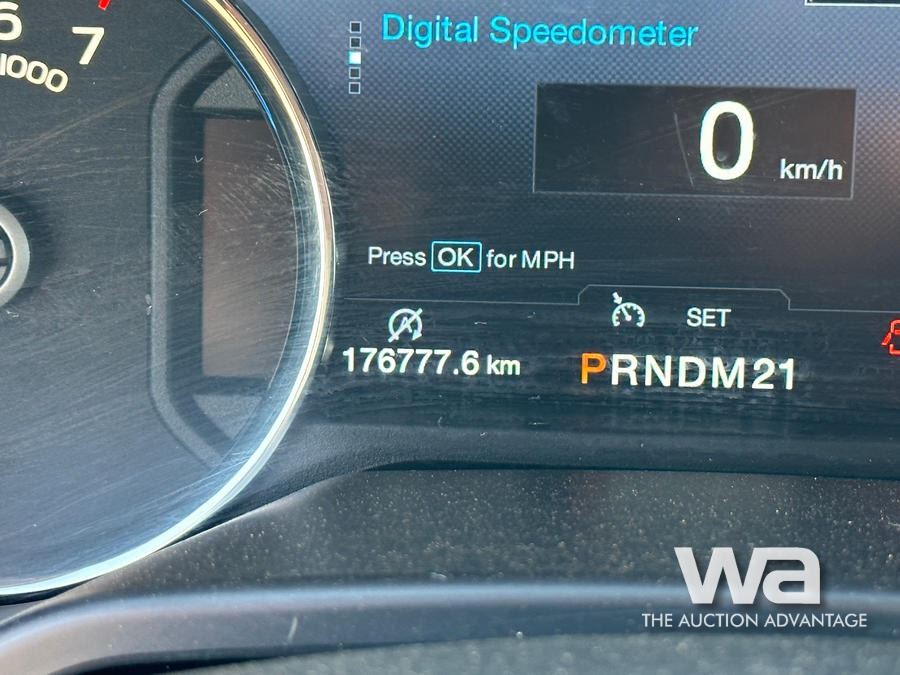 6
7
1000
Digital Speedometer
0 km/h
Press OK for MPH
SET
176777.6 km
PRNDM21
wa
THE AUCTION ADVANTAGE